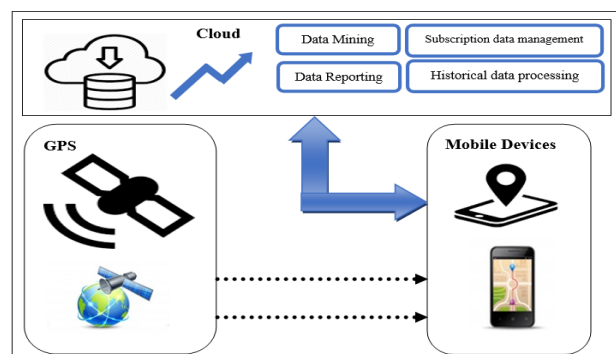 Cloud
Data Mining
Subscription data management
Data Reporting
Historical data processing
GPS
Mobile Devices